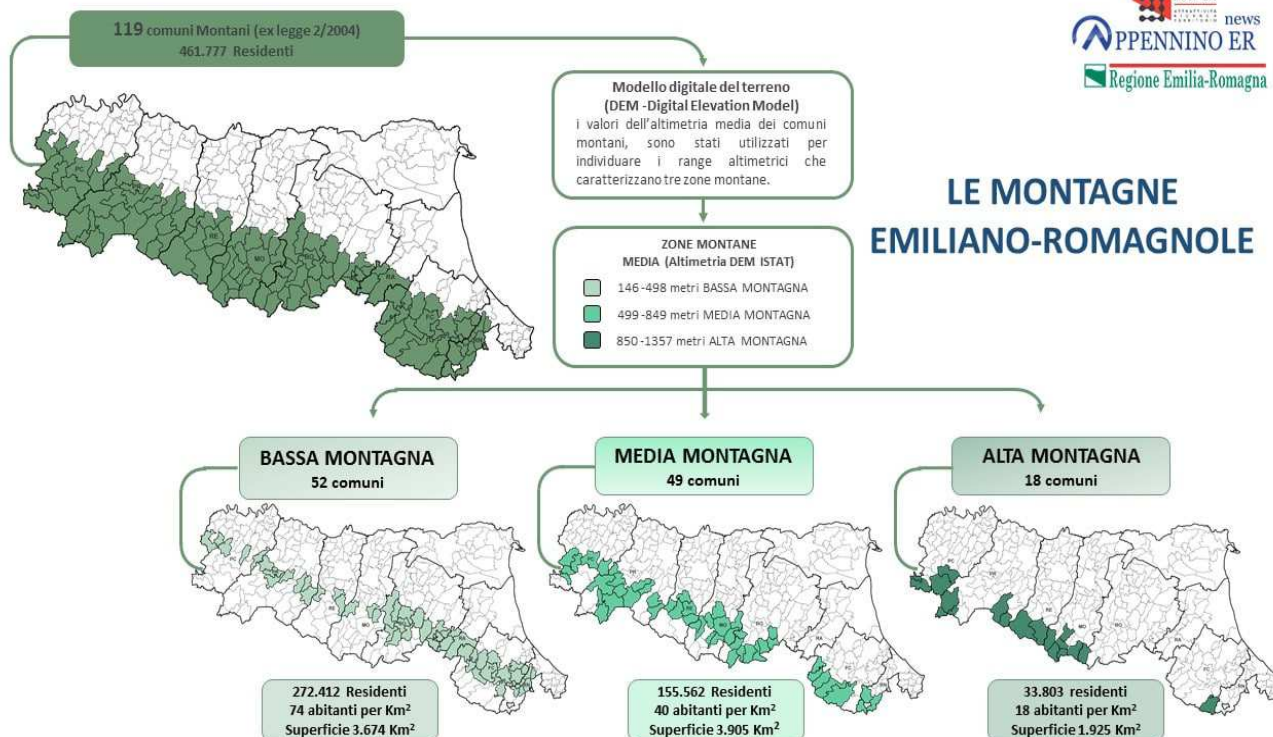 119 comuni Montani (ex legge 2/2004)
461.777 Residenti
news
APPENNINO ER
Regione Emilia-Romagna
Modello digitale del terreno
(DEM -Digital Elevation Model)
i valori dell'altimetria media dei comuni
montani, sono stati utilizzati per
individuare i range altimetrici che
caratterizzano tre zone montane.
LE MONTAGNE
EMILIANO-ROMAGNOLE
ZONE MONTANE
MEDIA (Altimetria DEM ISTAT)
146-498 metri BASSA MONTAGNA
499-849 metri MEDIA MONTAGNA
850-1357 metri ALTA MONTAGNA
BASSA MONTAGNA
52 comuni
MEDIA MONTAGNA
49 comuni
ALTA MONTAGNA
18 comuni
272.412 Residenti
74 abitanti per Km²
Superficie 3.674 Km²
155.562 Residenti
40 abitanti per Km²
Superficie 3.905 Km²
33.803 residenti
18 abitanti per Km²
Superficie 1.925 Km²